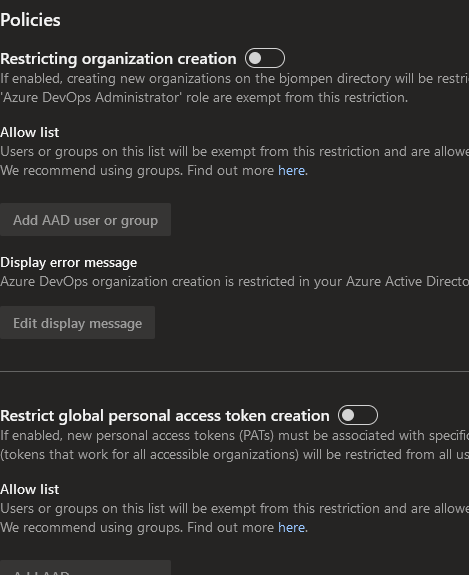 Policies
Restricting organization creation
If enabled, creating new organizations on the bjompen directory will be
'Azure DevOps Administrator' role are exempt from this restriction.
Allow list
Users or groups on this list will be exempt from this restriction and are
We recommend using groups. Find out more here.
Add AAD user or group
Display error message
Azure DevOps organization creation is restricted in your Azure Active
Edit display message
Restrict global personal access token creation
If enabled, new personal access tokens (PATs) must be associated with
(tokens that work for all accessible organizations) will be restricted from all
Allow list
Users or groups on this list will be exempt from this restriction and are
We recommend using groups. Find out more here.
Add AAD